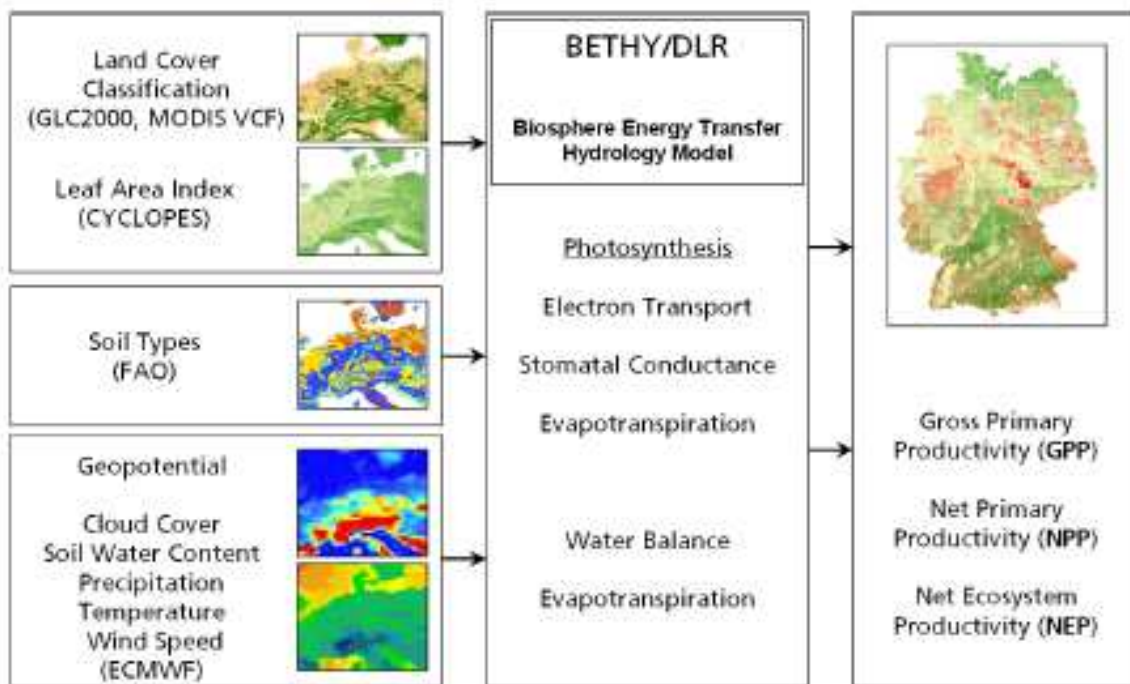 Land Cover
Classification
(GLC2000, MODIS VCF)
Leaf Area Index
(CYCLOPES)
Soil Types
(FAO)
Geopotential
Cloud Cover
Soil Water Content
Precipitation
Temperature
Wind Speed
(ECMWF)
BETHY/DLR
Biosphere Energy Transfer
Hydrology Model
Photosynthesis
Electron Transport
Stomatal Conductance
Evapotranspiration
Water Balance
Evapotranspiration
Gross Primary
Productivity (GPP)
Net Primary
Productivity (NPP)
Net Ecosystem
Productivity (NEP)